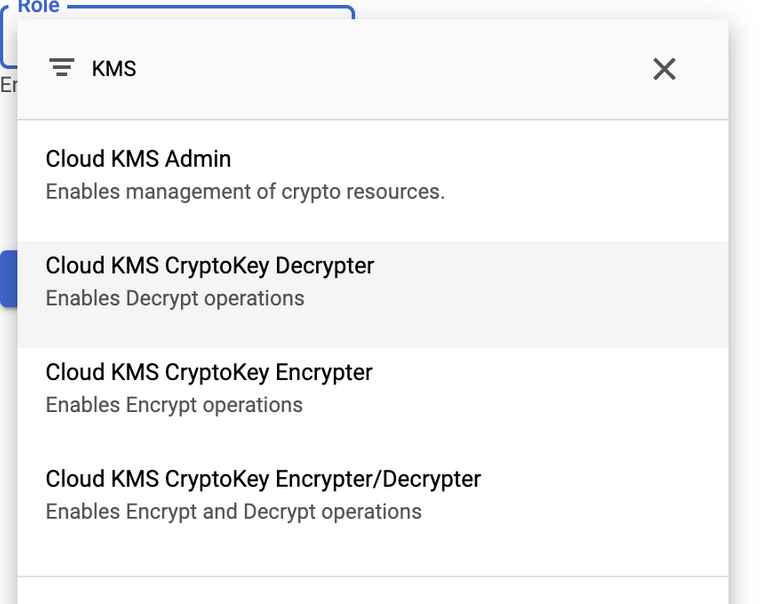 Role
KMS
Er
Cloud KMS Admin
Enables management of crypto resources.
Cloud KMS CryptoKey Decrypter
Enables Decrypt operations
Cloud KMS CryptoKey Encrypter
Enables Encrypt operations
Cloud KMS CryptoKey Encrypter/Decrypter
Enables Encrypt and Decrypt operations